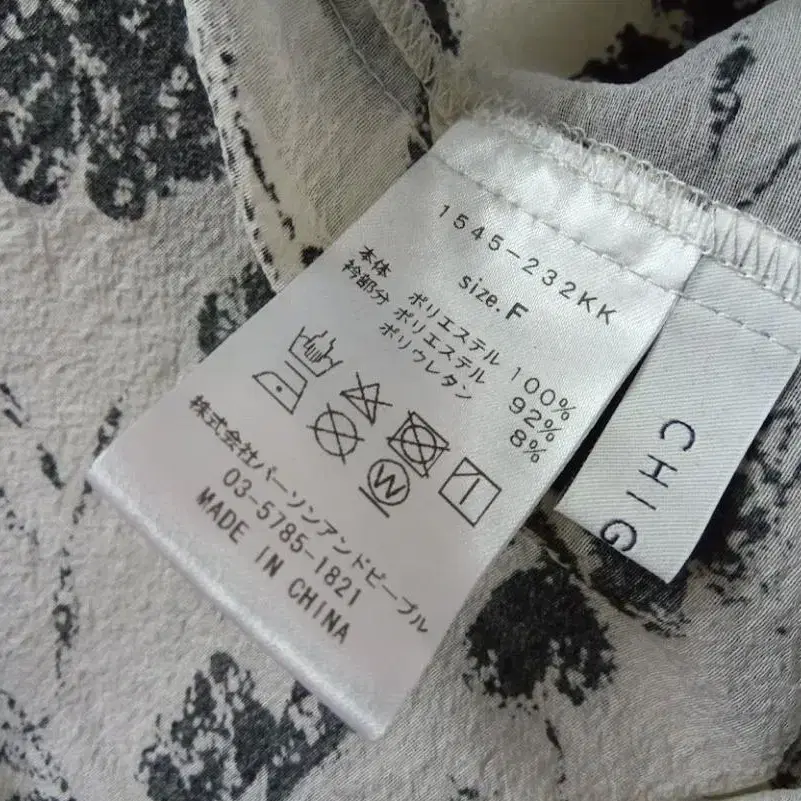 1545-232KK
size.F
本体 ポリエステル 100%
衿部分 ポリエステル 92%
ポリウレタン 8%
W
株式会社パーソンアンドピープル
03-5785-1821
MADE IN CHINA
CHIG